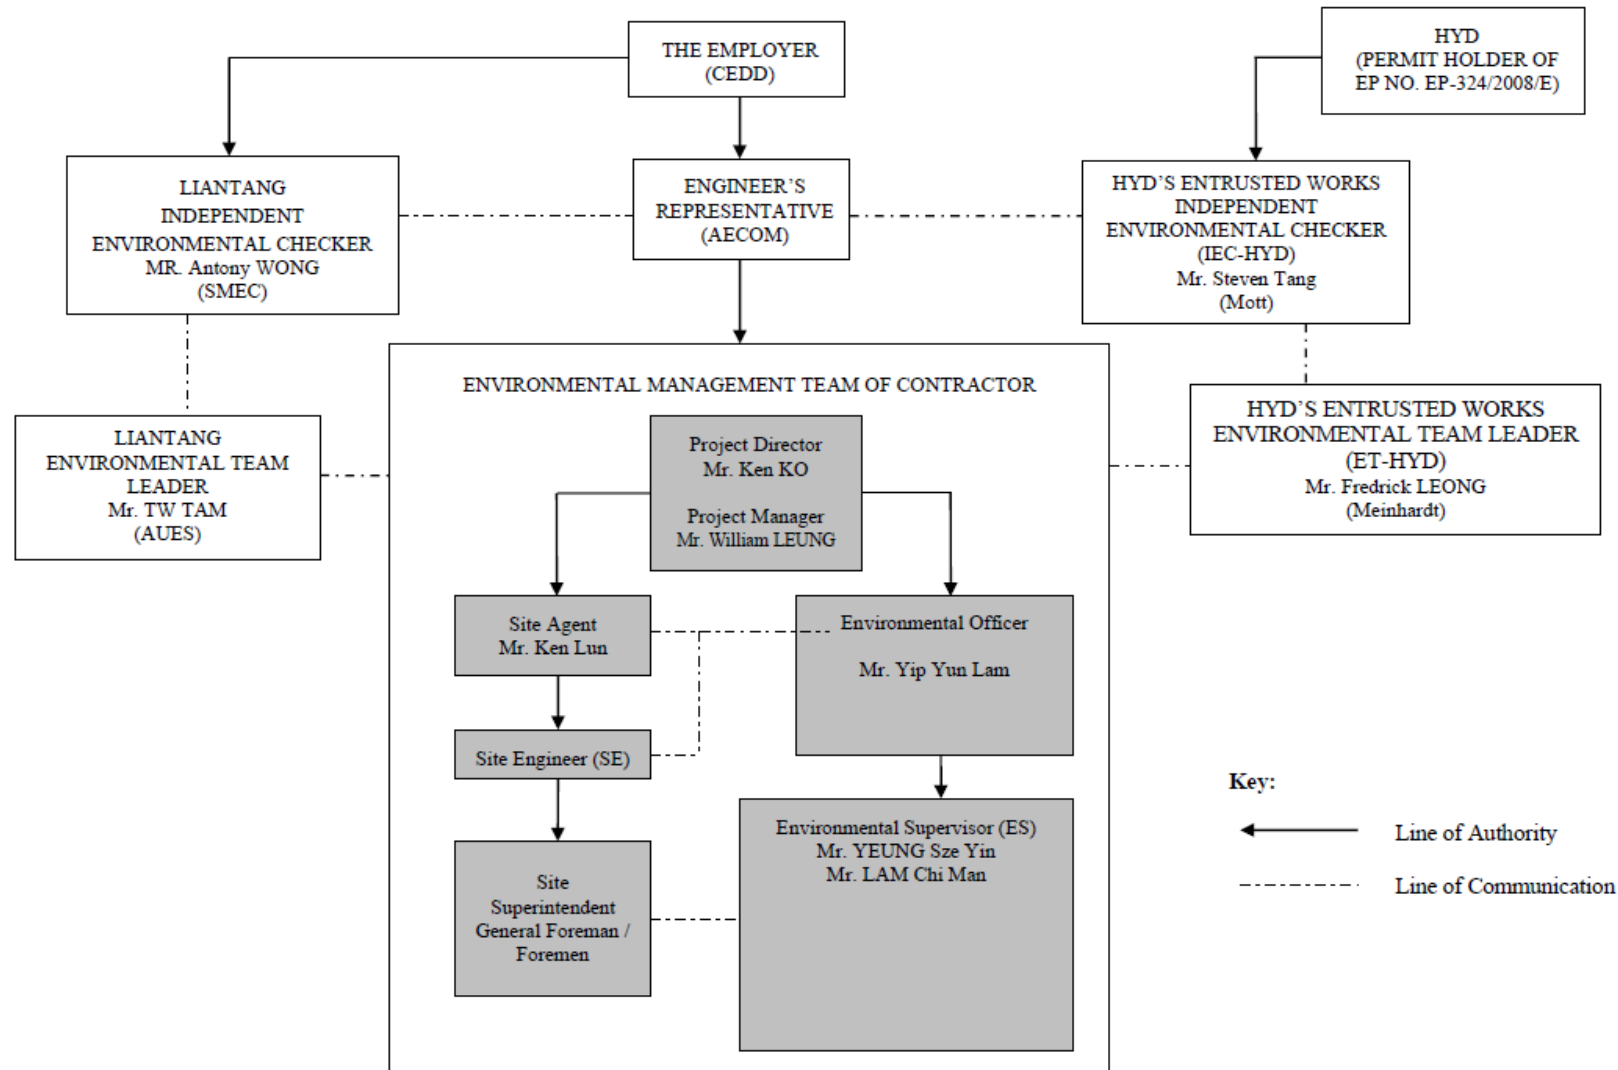 THE EMPLOYER
(CEDD)
HYD
(PERMIT HOLDER OF
EP NO. EP-324/2008/E)
LIANTANG
INDEPENDENT
ENVIRONMENTAL CHECKER
MR. Antony WONG
(SMEC)
ENGINEER’S
REPRESENTATIVE
(AECOM)
HYD’S ENTRUSTED WORKS
INDEPENDENT
ENVIRONMENTAL CHECKER
(IEC-HYD)
Mr. Steven Tang
(Mott)
ENVIRONMENTAL MANAGEMENT TEAM OF CONTRACTOR
LIANTANG
ENVIRONMENTAL TEAM
LEADER
Mr. TW TAM
(AUES)
Project Director
Mr. Ken KO
Project Manager
Mr. William LEUNG
HYD’S ENTRUSTED WORKS
ENVIRONMENTAL TEAM LEADER
(ET-HYD)
Mr. Fredrick LEONG
(Meinhardt)
Site Agent
Mr. Ken Lun
Environmental Officer
Mr. Yip Yun Lam
Site Engineer (SE)
Environmental Supervisor (ES)
Mr. YEUNG Sze Yin
Mr. LAM Chi Man
Site
Superintendent
General Foreman /
Foremen
Key:
Line of Authority
Line of Communication